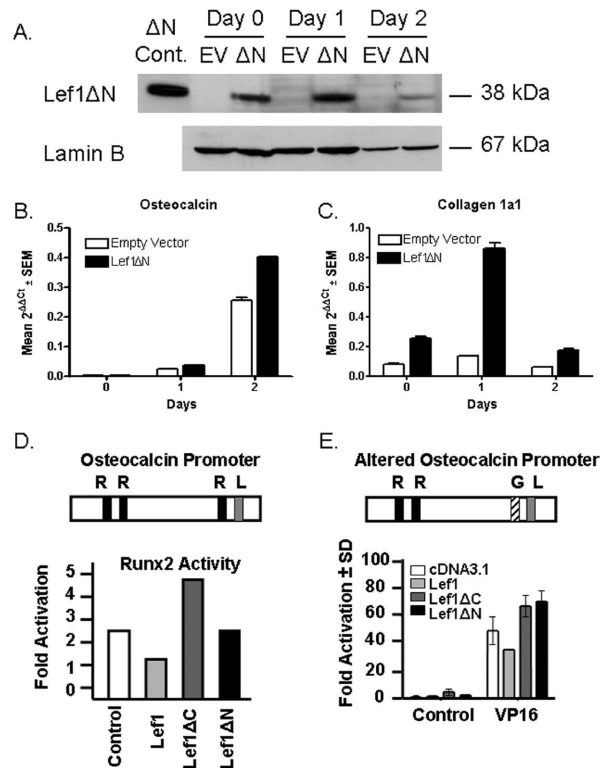 A.
ΔN Cont.
Day 0 Day 1 Day 2
EV ΔN EV ΔN EV ΔN
Lef1ΔN
— 38 kDa
Lamin B
— 67 kDa
B.
Osteocalcin
Mean 2^-ΔΔCt ± SEM
0.5
0.4
0.3
0.2
0.1
0.0
Empty Vector
Lef1ΔN
0 1 2
Days
C.
Collagen 1a1
Mean 2^-ΔΔCt ± SEM
1.0
0.8
0.6
0.4
0.2
0.0
Empty Vector
Lef1ΔN
0 1 2
Days
D.
Osteocalcin Promoter
R R R L
Runx2 Activity
Fold Activation
5
4
3
2
1
0
Control
Lef1
Lef1ΔC
Lef1ΔN
E.
Altered Osteocalcin Promoter
R R G L
Fold Activation ± SD
100
80
60
40
20
0
cDNA3.1
Lef1
Lef1ΔC
Lef1ΔN
Control VP16